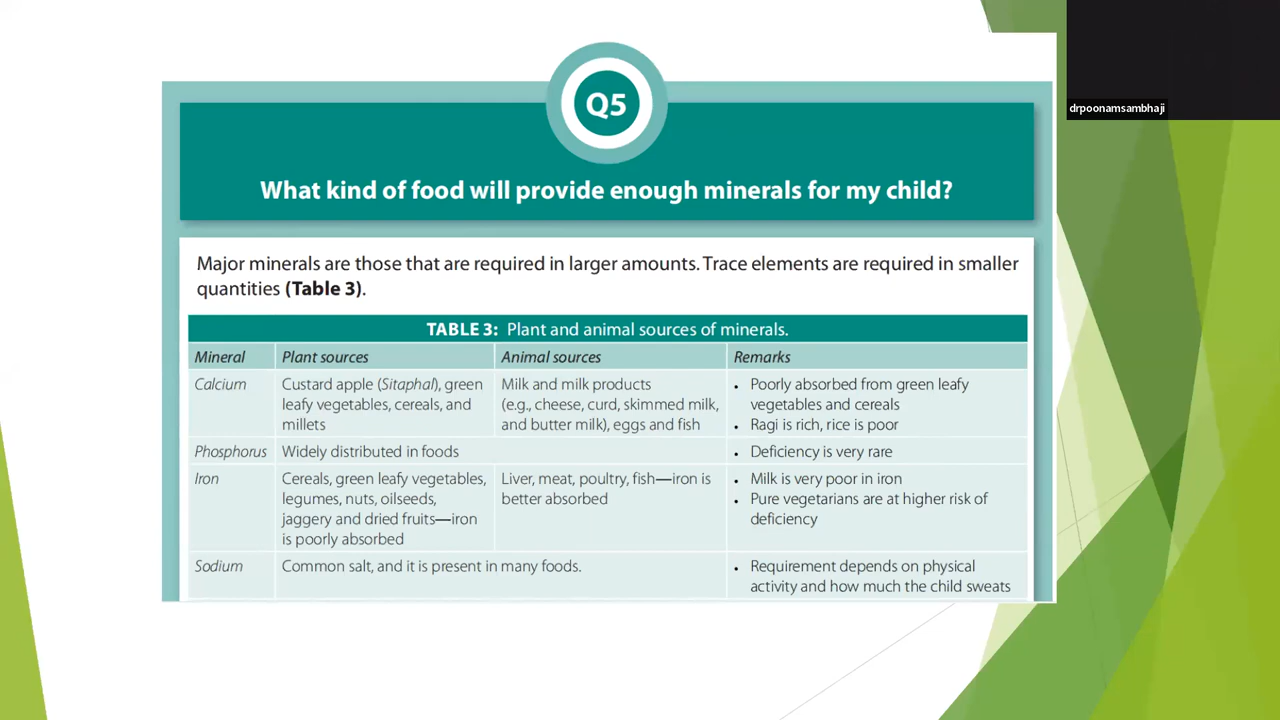 drpoonamsambhaji
Q5
What kind of food will provide enough minerals for my child?
Major minerals are those that are required in larger amounts. Trace elements are required in smaller
quantities (Table 3).
TABLE 3: Plant and animal sources of minerals.
Mineral Plant sources Animal sources Remarks
Calcium
Custard apple (Sitaphal), green
leafy vegetables, cereals, and
millets
Milk and milk products
(e.g., cheese, curd, skimmed milk,
and butter milk), eggs and fish
• Poorly absorbed from green leafy
vegetables and cereals
• Ragi is rich, rice is poor
Phosphorus
Widely distributed in foods
• Deficiency is very rare
Iron
Cereals, green leafy vegetables,
legumes, nuts, oilseeds,
jaggery and dried fruits—iron
is poorly absorbed
Liver, meat, poultry, fish—iron is
better absorbed
• Milk is very poor in iron
• Pure vegetarians are at higher risk of
deficiency
Sodium
Common salt, and it is present in many foods.
• Requirement depends on physical
activity and how much the child sweats